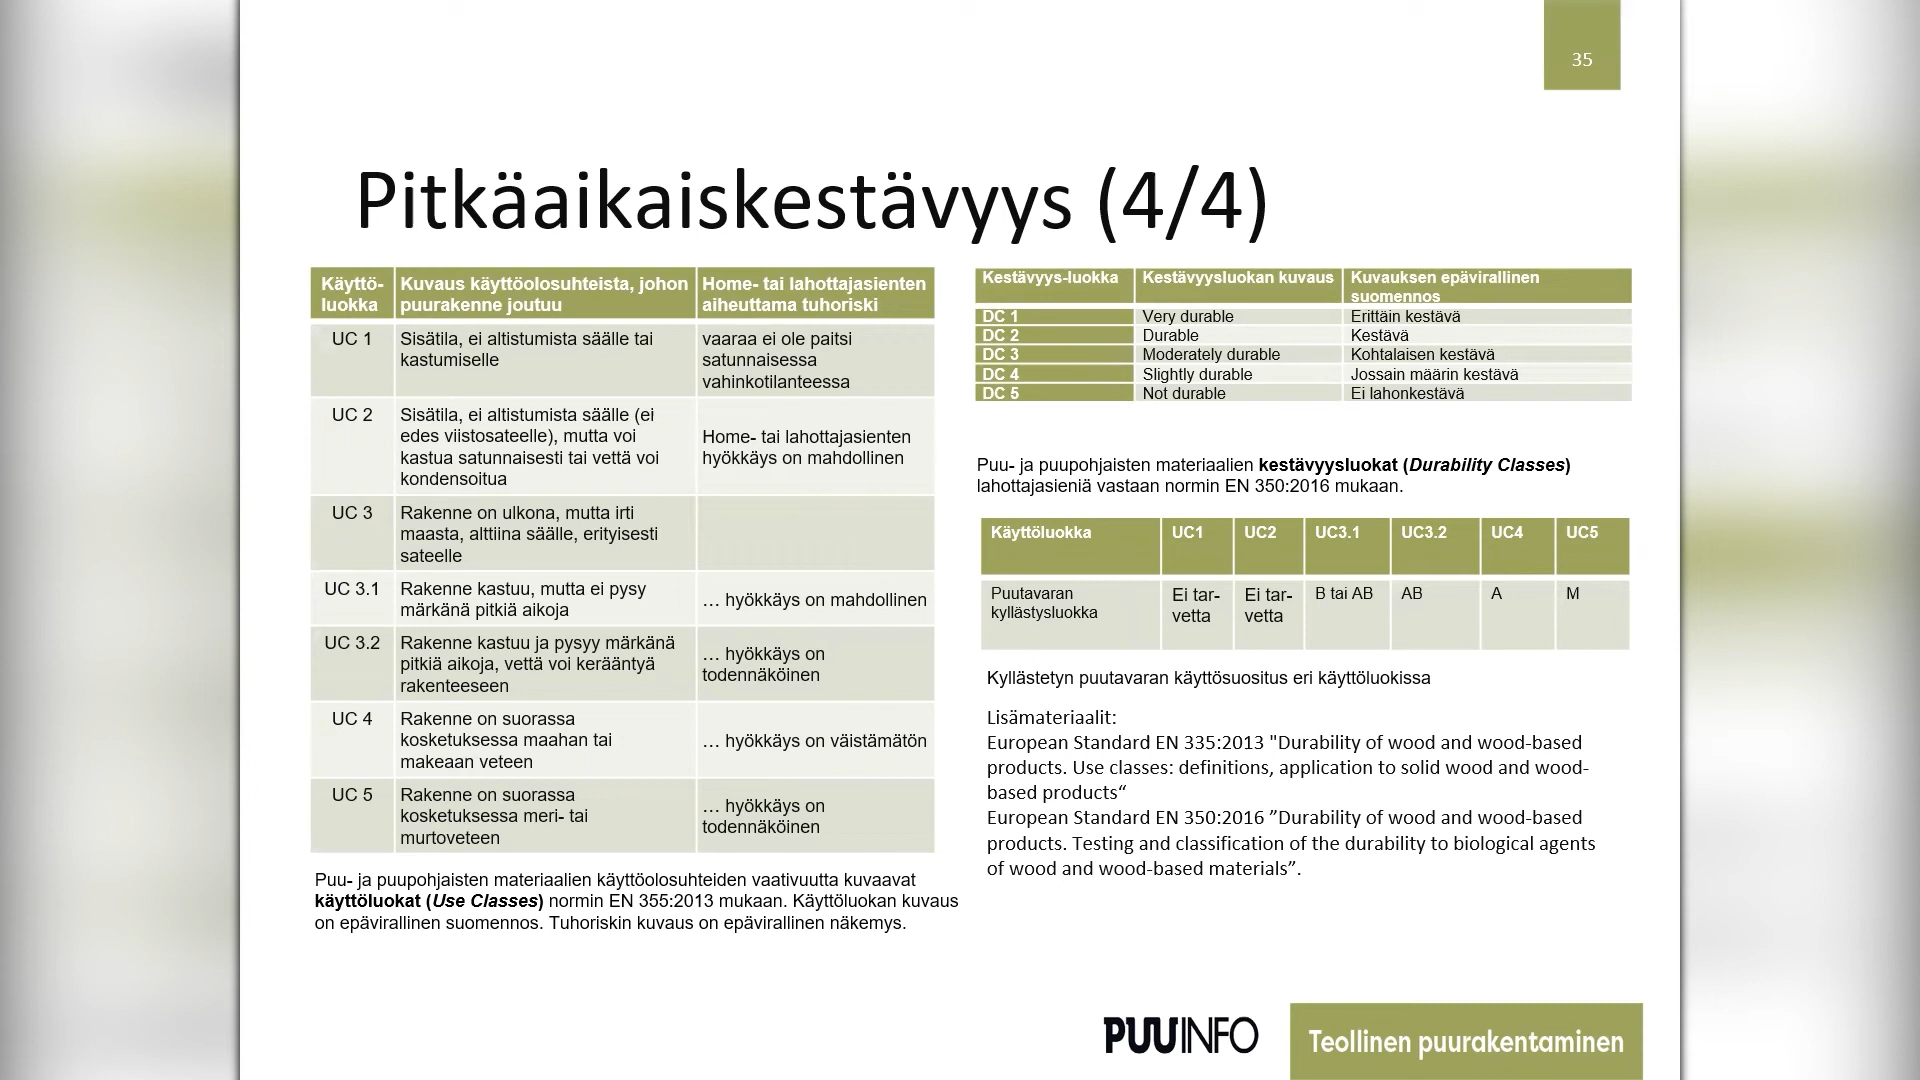 35
Pitkäaikaiskestävyys (4/4)
Käyttö-
luokka
Kuvaus käyttöolosuhteista, johon
puurakenne joutuu
Home- tai lahottajasienten
aiheuttama tuhoriski
UC 1
Sisätila, ei altistumista säälle tai
kastumiselle
vaaraa ei ole paitsi
satunnaisessa
vahinkotilanteessa
UC 2
Sisätila, ei altistumista säälle (ei
edes viistosateelle), mutta voi
kastua satunnaisesti tai vettä voi
kondensoitua
Home- tai lahottajasienten
hyökkäys on mahdollinen
UC 3
Rakenne on ulkona, mutta irti
maasta, alttiina säälle, erityisesti
sateelle
UC 3.1
Rakenne kastuu, mutta ei pysy
märkänä pitkiä aikoja
… hyökkäys on mahdollinen
UC 3.2
Rakenne kastuu ja pysyy märkänä
pitkiä aikoja, vettä voi kerääntyä
rakenteeseen
… hyökkäys on
todennäköinen
UC 4
Rakenne on suorassa
kosketuksessa maahan tai
makeaan veteen
… hyökkäys on väistämätön
UC 5
Rakenne on suorassa
kosketuksessa meri- tai
murtoveteen
… hyökkäys on
todennäköinen
Puu- ja puupohjaisten materiaalien käyttöolosuhteiden vaativuutta kuvaavat
käyttöluokat (Use Classes) normin EN 355:2013 mukaan. Käyttöluokan kuvaus
on epävirallinen suomennos. Tuhoriskin kuvaus on epävirallinen näkemys.
Kestävyys-luokka
Kestävyysluokan kuvaus
Kuvauksen epävirallinen
suomennos
DC 1
Very durable
Erittäin kestävä
DC 2
Durable
Kestävä
DC 3
Moderately durable
Kohtalaisen kestävä
DC 4
Slightly durable
Jossain määrin kestävä
DC 5
Not durable
Ei lahonkestävä
Puu- ja puupohjaisten materiaalien kestävyysluokat (Durability Classes)
lahottajasieniä vastaan normin EN 350:2016 mukaan.
Käyttöluokka
UC1
UC2
UC3.1
UC3.2
UC4
UC5
Puutavaran
kyllästysluokka
Ei tar-
vetta
Ei tar-
vetta
B tai AB
AB
A
M
Kyllästetyn puutavaran käyttösuositus eri käyttöluokissa
Lisämateriaalit:
European Standard EN 335:2013 "Durability of wood and wood-based
products. Use classes: definitions, application to solid wood and wood-
based products“
European Standard EN 350:2016 ”Durability of wood and wood-based
products. Testing and classification of the durability to biological agents
of wood and wood-based materials”.
PUUINFO
Teollinen puurakentaminen